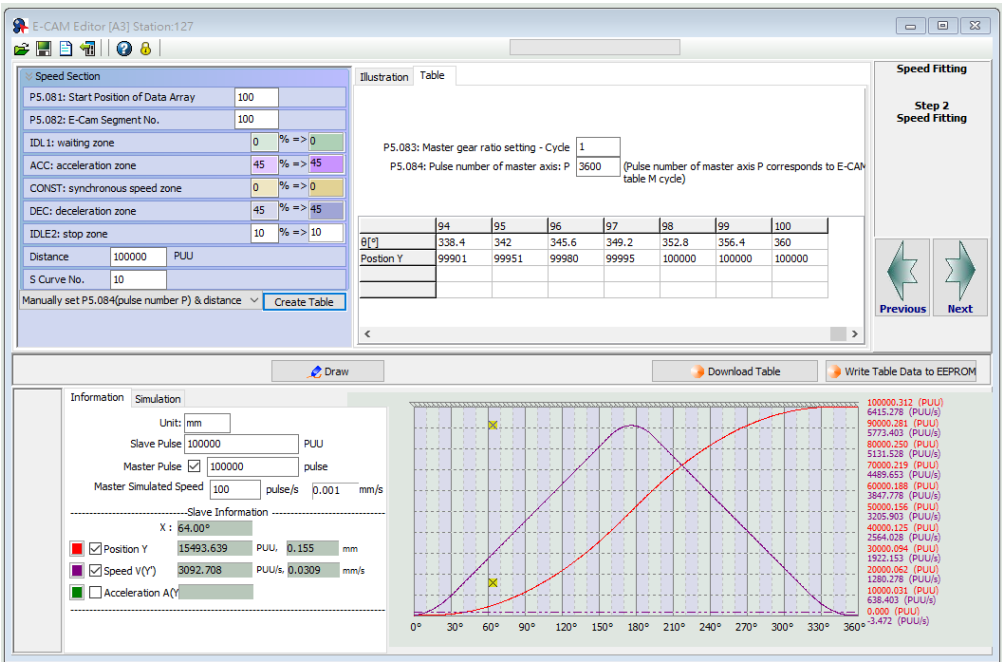 E-CAM Editor [A3] Station:127
Speed Section
P5.081: Start Position of Data Array 100
P5.082: E-Cam Segment No. 100
IDL1: waiting zone 0 % => 0
ACC: acceleration zone 45 % => 45
CONST: synchronous speed zone 0 % => 0
DEC: deceleration zone 45 % => 45
IDLE2: stop zone 10 % => 10
Distance 100000 PUU
S Curve No. 10
Manually set P5.084(pulse number P) & distance Create Table
Illustration Table
P5.083: Master gear ratio setting - Cycle 1
P5.084: Pulse number of master axis: P 3600 (Pulse number of master axis P corresponds to E-CAM
table M cycle)
94 95 96 97 98 99 100
θ[°] 338.4 342 345.6 349.2 352.8 356.4 360
Postion Y 99901 99951 99980 99995 100000 100000 100000
Speed Fitting
Step 2
Speed Fitting
Previous Next
Draw Download Table Write Table Data to EEPROM
Information Simulation
Unit: mm
Slave Pulse 100000 PUU
Master Pulse 100000 pulse
Master Simulated Speed 100 pulse/s 0.001 mm/s
Slave Information
X : 64.00°
Position Y 15493.639 PUU, 0.155 mm
Speed V(Y') 3092.708 PUU/s, 0.0309 mm/s
Acceleration A(Y
100000.312 (PUU)
6415.278 (PUU/s)
90000.281 (PUU)
5773.403 (PUU/s)
80000.250 (PUU)
5131.528 (PUU/s)
70000.219 (PUU)
4489.653 (PUU/s)
60000.188 (PUU)
3847.778 (PUU/s)
50000.156 (PUU)
3205.903 (PUU/s)
40000.125 (PUU)
2564.028 (PUU/s)
30000.094 (PUU)
1922.153 (PUU/s)
20000.062 (PUU)
1280.278 (PUU/s)
10000.031 (PUU)
638.403 (PUU/s)
0.000 (PUU)
-3.472 (PUU/s)
0° 30° 60° 90° 120° 150° 180° 210° 240° 270° 300° 330° 360°